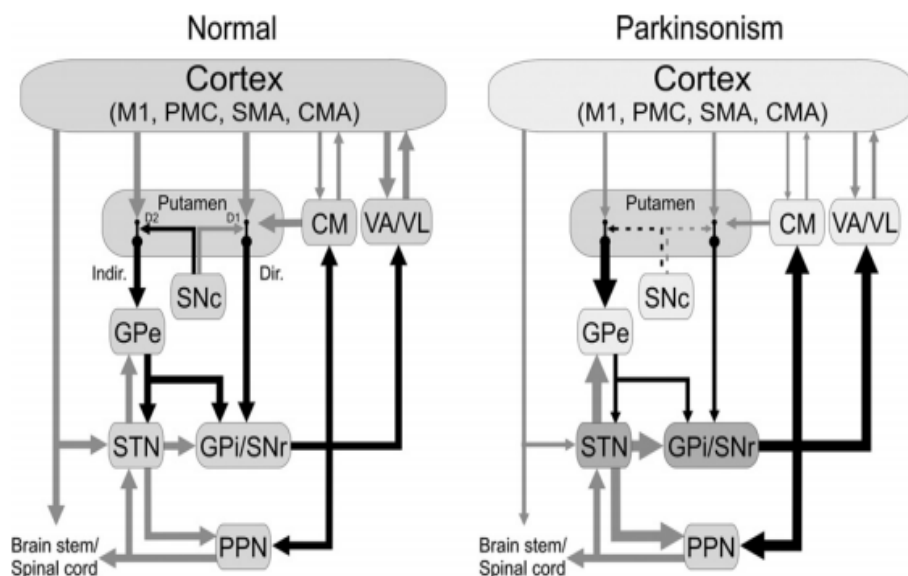 Normal
Cortex
(M1, PMC, SMA, CMA)
Putamen
D2
D1
CM
VA/VL
Indir.
Dir.
SNc
GPe
STN
GPi/SNr
PPN
Brain stem/
Spinal cord
Parkinsonism
Cortex
(M1, PMC, SMA, CMA)
Putamen
CM
VA/VL
SNc
GPe
STN
GPi/SNr
PPN
Brain stem/
Spinal cord